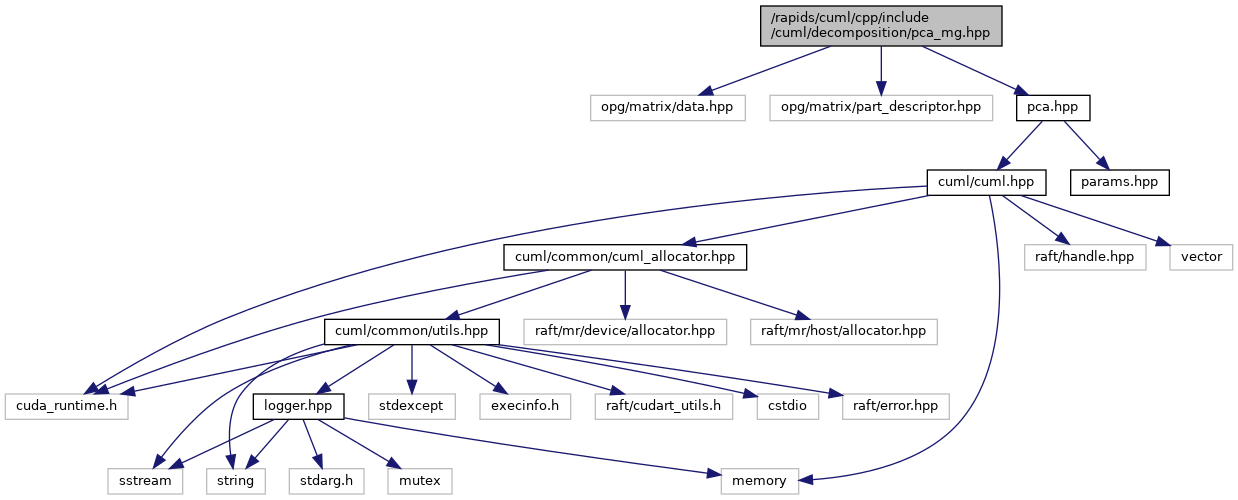 /rapids/cuml/cpp/include
/cuml/decomposition/pca_mg.hpp
opg/matrix/data.hpp
opg/matrix/part_descriptor.hpp
pca.hpp
cuml/cuml.hpp
params.hpp
cuml/common/cuml_allocator.hpp
raft/handle.hpp
vector
cuml/common/utils.hpp
raft/mr/device/allocator.hpp
raft/mr/host/allocator.hpp
cuda_runtime.h
logger.hpp
stdexcept
execinfo.h
raft/cudart_utils.h
cstdio
raft/error.hpp
sstream
string
stdarg.h
mutex
memory